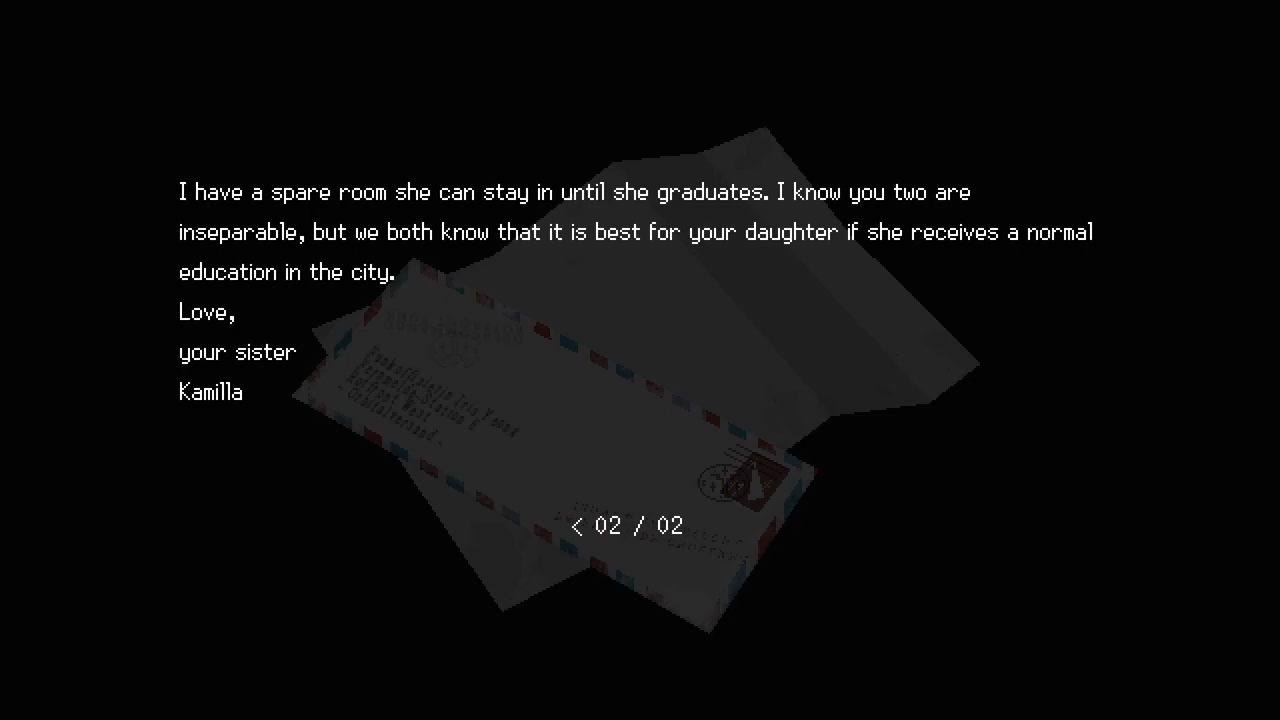 I have a spare room she can stay in until she graduates. I know you two are
inseparable, but we both know that it is best for your daughter if she receives a normal
education in the city.
Love,
your sister
Kamilla
Iris Yeong
< 02 / 02